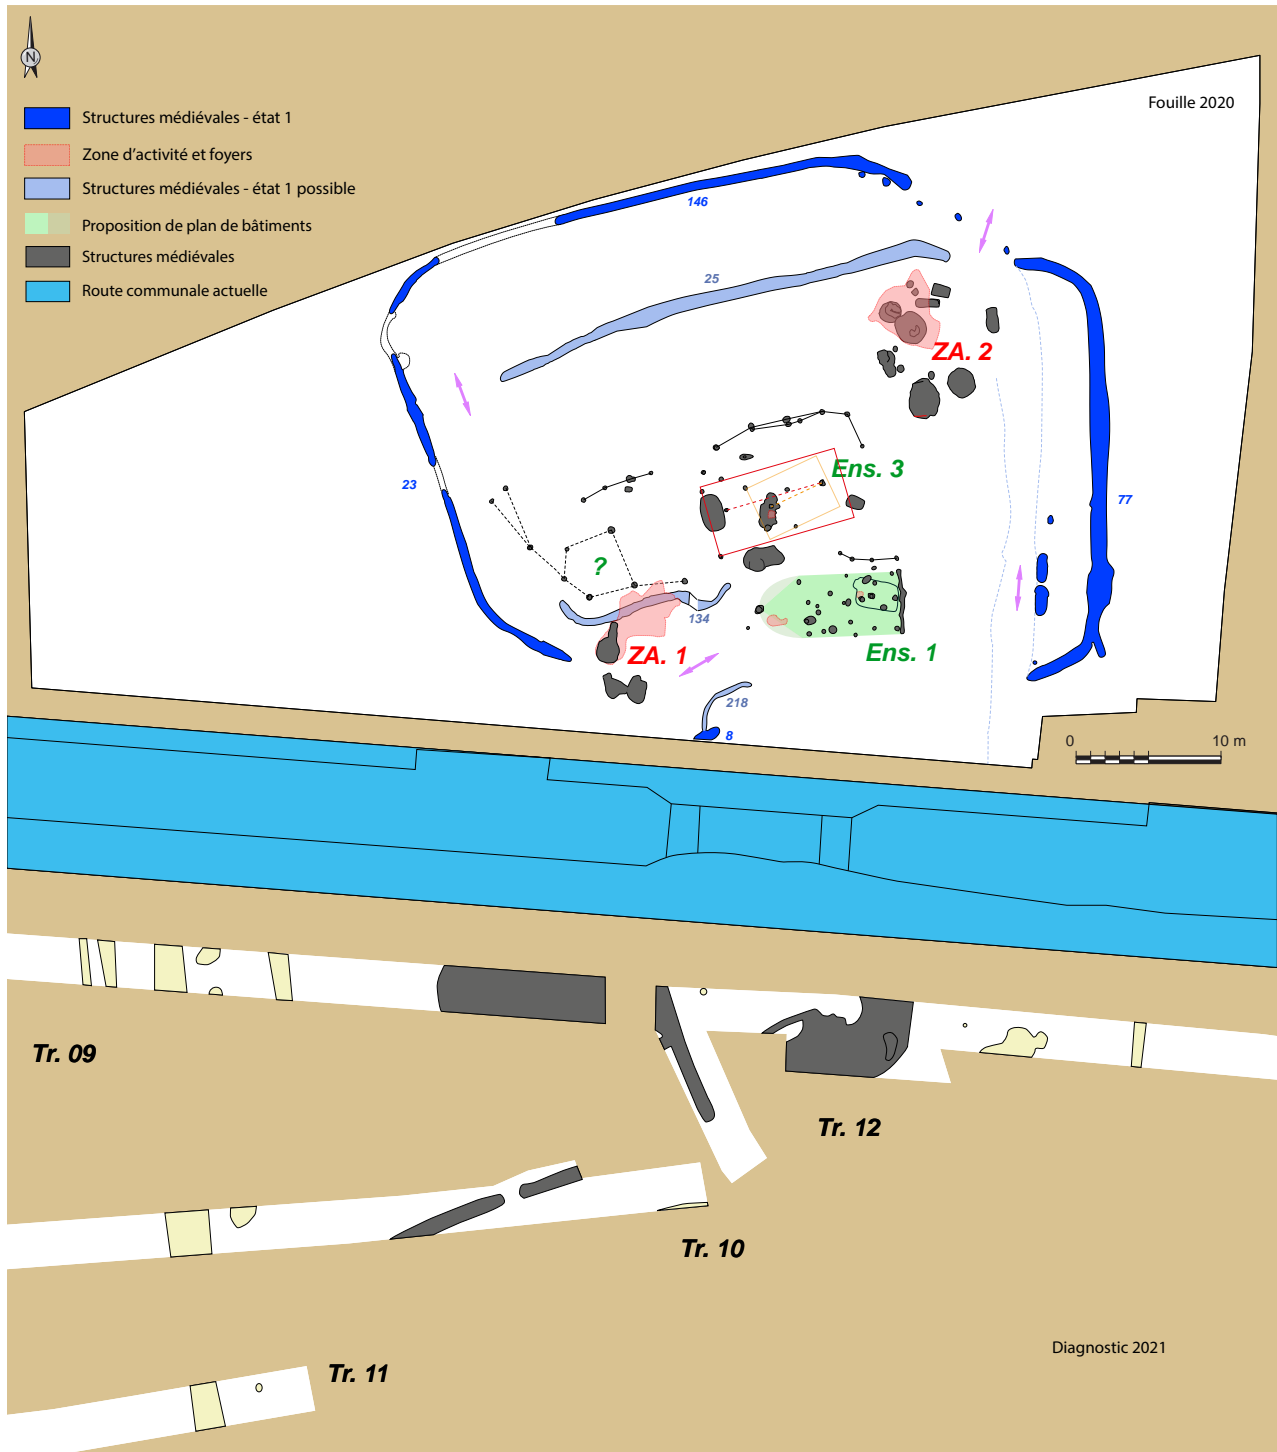 N
Fouille 2020
Structures médiévales - état 1
Zone d'activité et foyers
Structures médiévales - état 1 possible
Proposition de plan de bâtiments
Structures médiévales
Route communale actuelle
146
25
ZA. 2
Ens. 3
23
77
?
134
ZA. 1
Ens. 1
218
8
0 10 m
Tr. 09
Tr. 12
Tr. 10
Diagnostic 2021
Tr. 11